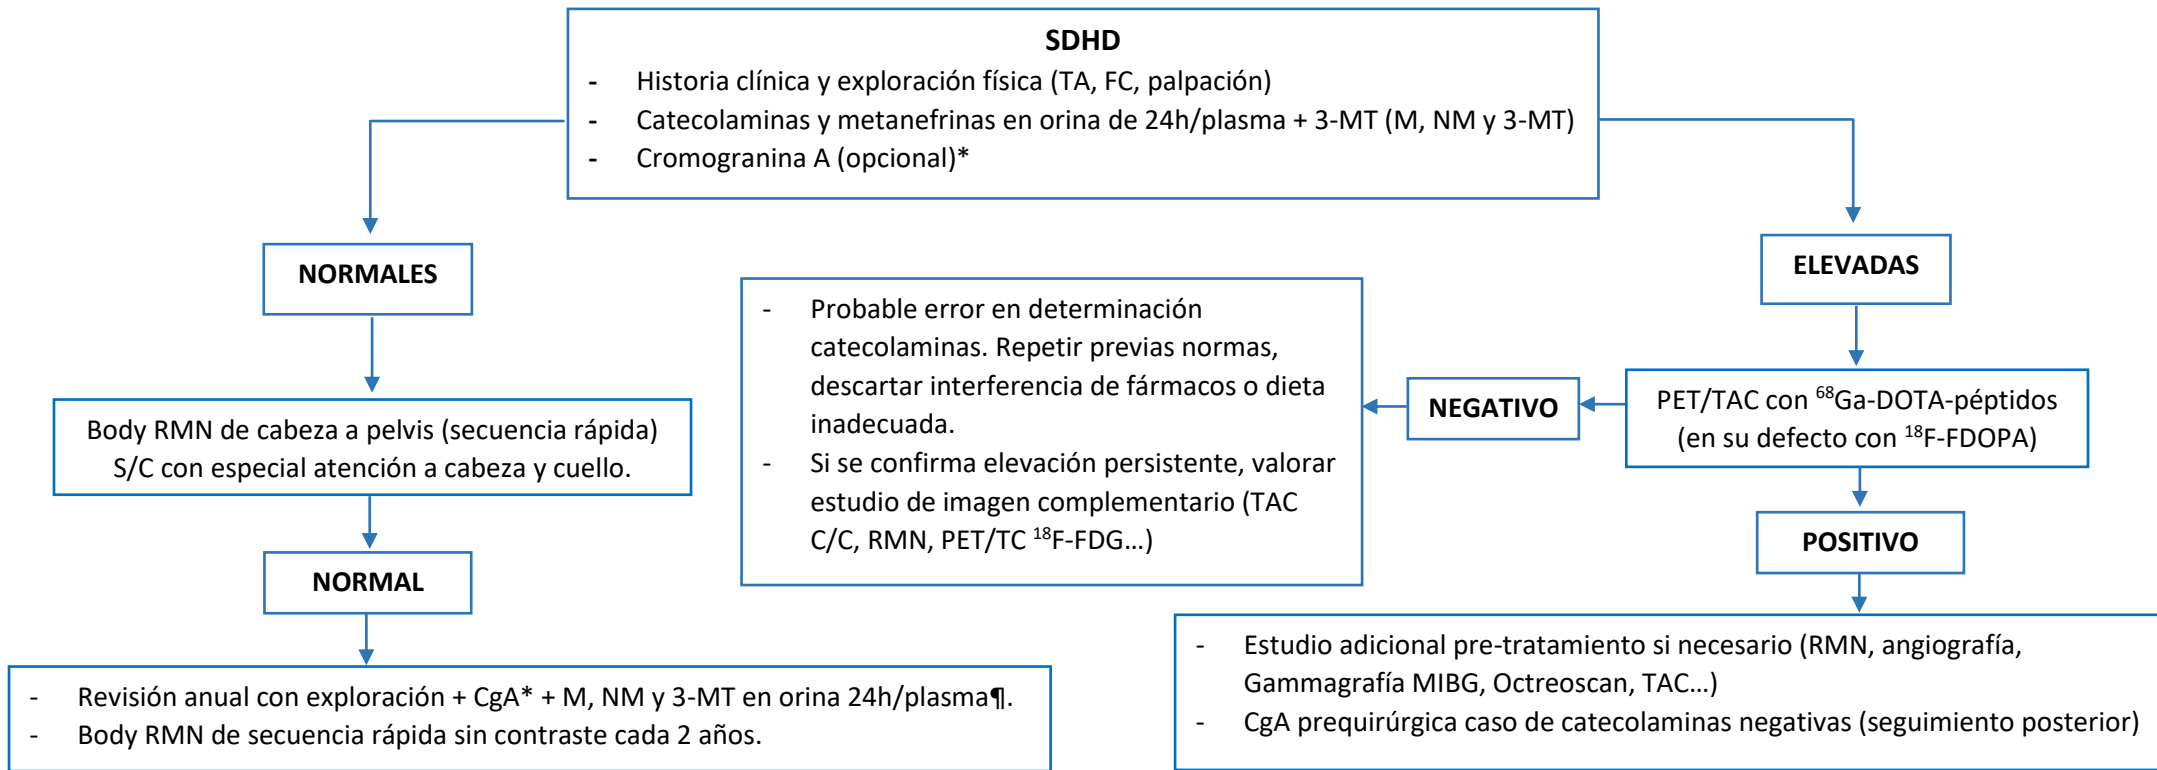 SDHD
- Historia clínica y exploración física (TA, FC, palpación)
- Catecolaminas y metanefrinas en orina de 24h/plasma + 3-MT (M, NM y 3-MT)
- Cromogranina A (opcional)*
NORMALES
Body RMN de cabeza a pelvis (secuencia rápida)
S/C con especial atención a cabeza y cuello.
NORMAL
- Revisión anual con exploración + CgA* + M, NM y 3-MT en orina 24h/plasma¶.
- Body RMN de secuencia rápida sin contraste cada 2 años.
ELEVADAS
PET/TAC con ⁶⁸Ga-DOTA-péptidos
(en su defecto con ¹⁸F-FDOPA)
NEGATIVO
- Probable error en determinación
catecolaminas. Repetir previas normas,
descartar interferencia de fármacos o dieta
inadecuada.
- Si se confirma elevación persistente, valorar
estudio de imagen complementario (TAC
C/C, RMN, PET/TC ¹⁸F-FDG…)
POSITIVO
- Estudio adicional pre-tratamiento si necesario (RMN, angiografía,
Gammagrafía MIBG, Octreoscan, TAC…)
- CgA prequirúrgica caso de catecolaminas negativas (seguimiento posterior)